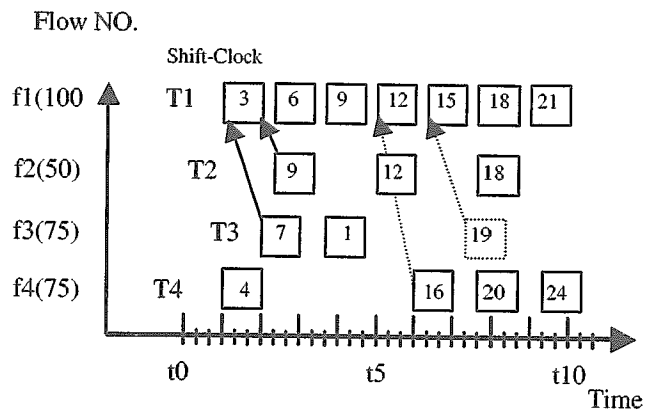 Flow NO.
Shift-Clock
f1(100 T1 3 6 9 12 15 18 21
f2(50) T2 9 12 18
f3(75) T3 7 1 19
f4(75) T4 4 16 20 24
t0 t5 t10
Time